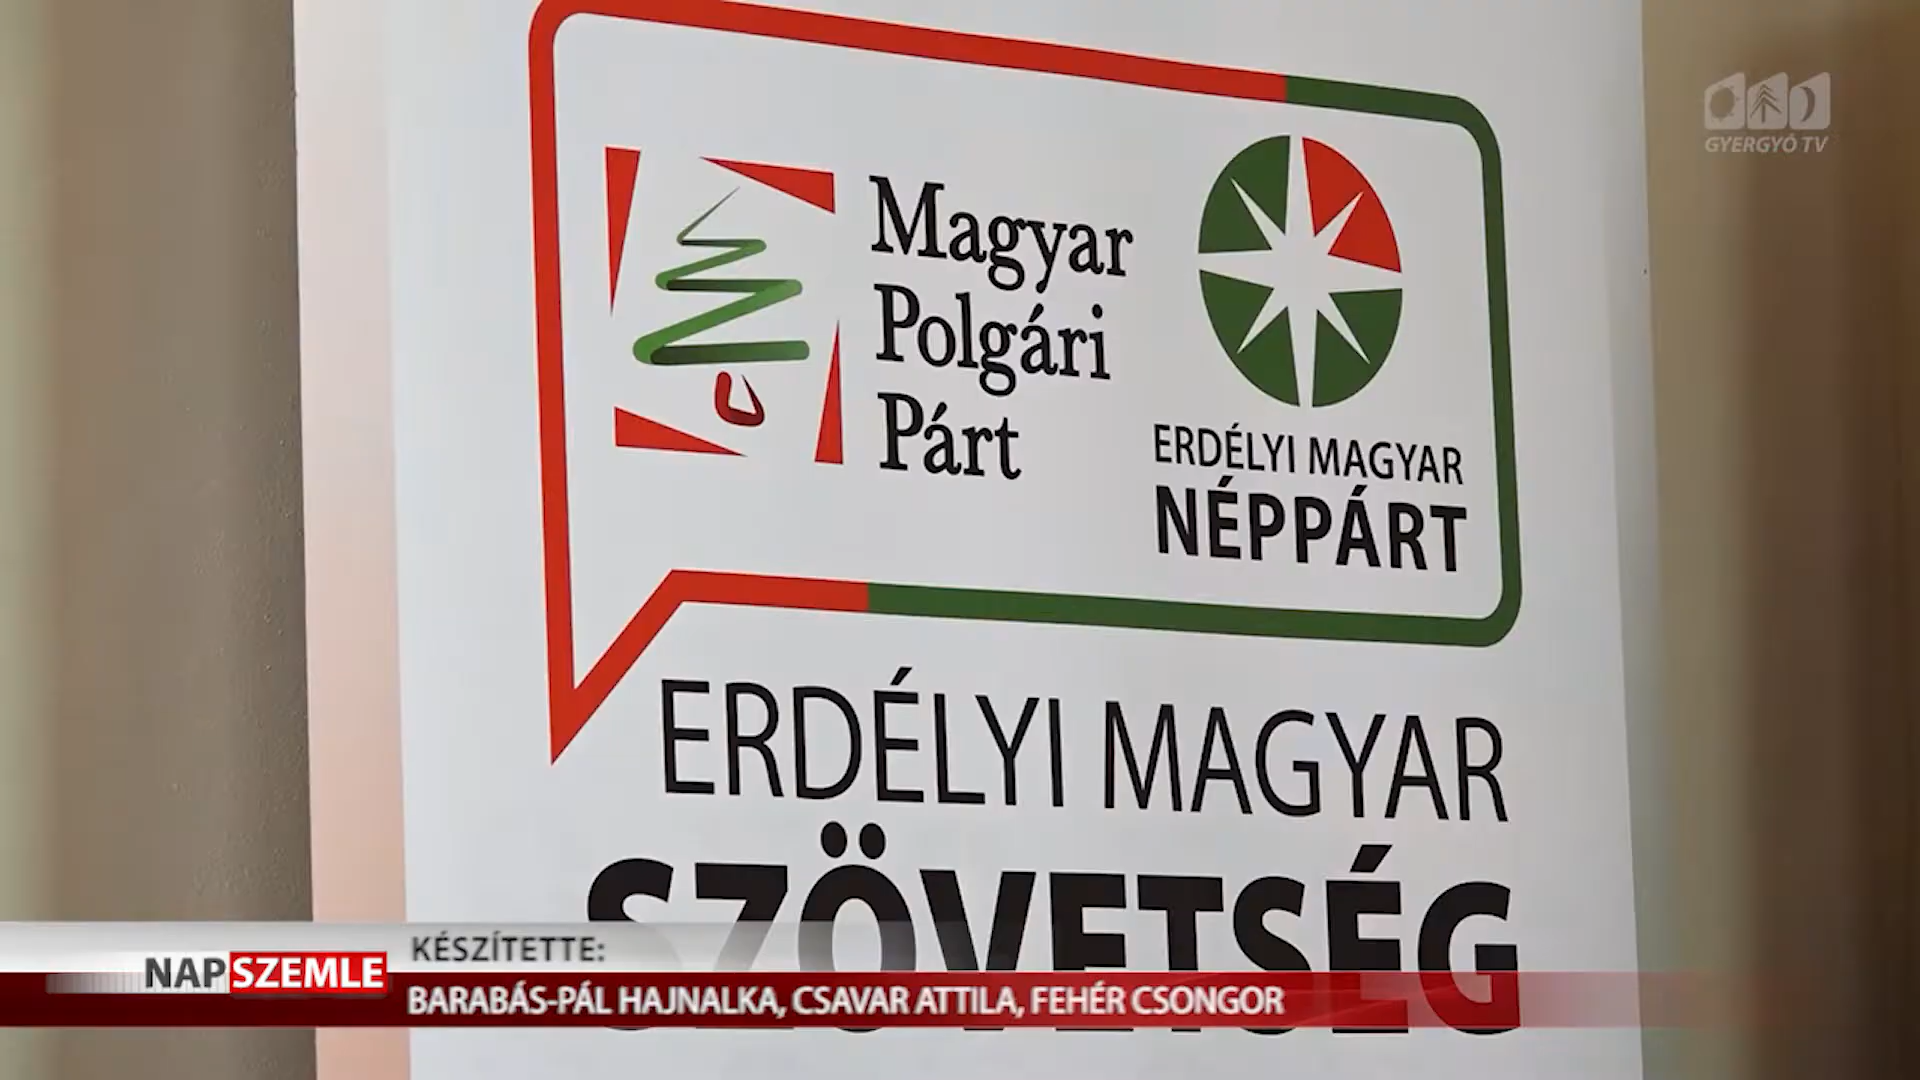 GYERGYÓ TV
Magyar
Polgári
Párt
ERDÉLYI MAGYAR
NÉPPÁRT
ERDÉLYI MAGYAR
SZÖVETSÉG
NAPSZEMLE
KÉSZÍTETTE:
BARABÁS-PÁL HAJNALKA, CSAVAR ATTILA, FEHÉR CSONGOR